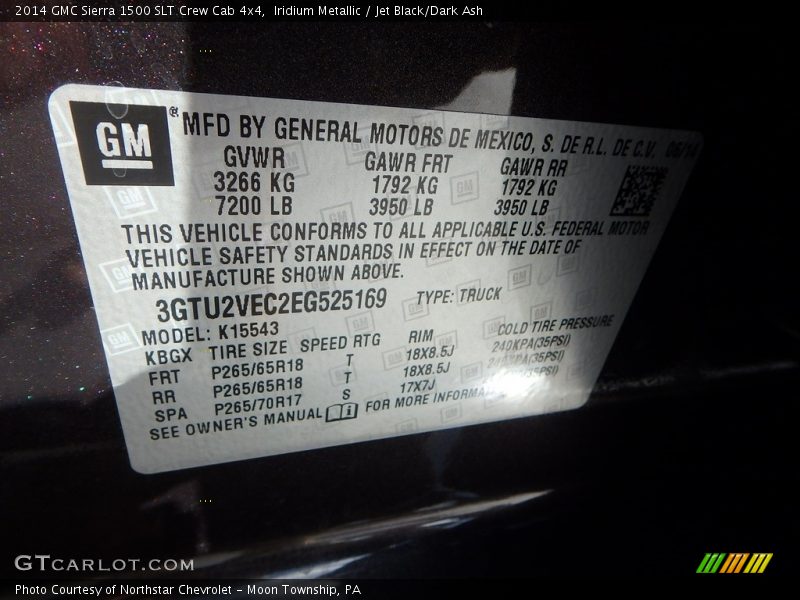 2014 GMC Sierra 1500 SLT Crew Cab 4x4, Iridium Metallic / Jet Black/Dark Ash
GM
® MFD BY GENERAL MOTORS DE MEXICO, S. DE R.L. DE C.V. 06/14
GVWR GAWR FRT GAWR RR
3266 KG 1792 KG 1792 KG
7200 LB 3950 LB 3950 LB
THIS VEHICLE CONFORMS TO ALL APPLICABLE U.S. FEDERAL MOTOR
VEHICLE SAFETY STANDARDS IN EFFECT ON THE DATE OF
MANUFACTURE SHOWN ABOVE.
3GTU2VEC2EG525169 TYPE: TRUCK
MODEL: K15543
KBGX TIRE SIZE SPEED RTG RIM COLD TIRE PRESSURE
FRT P265/65R18 T 18X8.5J 240KPA(35PSI)
RR P265/65R18 T 18X8.5J 240KPA(35PSI)
SPA P265/70R17 S 17X7J
SEE OWNER'S MANUAL FOR MORE
GTCARLOT.COM
Photo Courtesy of Northstar Chevrolet – Moon Township, PA